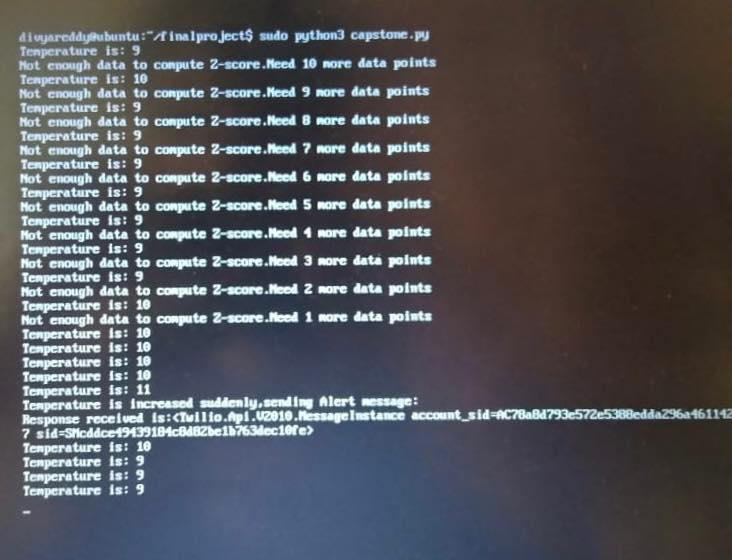 divyareddy@ubuntu:~/finalproject$ sudo python3 capstone.py
Temperature is: 9
Not enough data to compute Z-score.Need 10 more data points
Temperature is: 10
Not enough data to compute Z-score.Need 9 more data points
Temperature is: 9
Not enough data to compute Z-score.Need 8 more data points
Temperature is: 9
Not enough data to compute Z-score.Need 7 more data points
Temperature is: 9
Not enough data to compute Z-score.Need 6 more data points
Temperature is: 9
Not enough data to compute Z-score.Need 5 more data points
Temperature is: 9
Not enough data to compute Z-score.Need 4 more data points
Temperature is: 9
Not enough data to compute Z-score.Need 3 more data points
Temperature is: 9
Not enough data to compute Z-score.Need 2 more data points
Temperature is: 10
Not enough data to compute Z-score.Need 1 more data points
Temperature is: 10
Temperature is: 10
Temperature is: 10
Temperature is: 10
Temperature is: 11
Temperature is increased suddenly,sending Alert message:
Response received is:<Twilio.Api.V2010.MessageInstance account_sid=AC78a8d793e572e5388edda296a461142
7 sid=SMcddce49439184c8d82be1b763dec10fe>
Temperature is: 10
Temperature is: 9
Temperature is: 9
Temperature is: 9